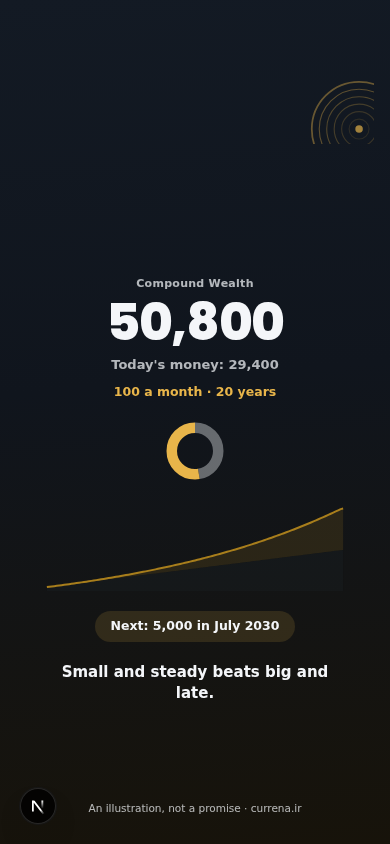 Compound Wealth
50,800
Today's money: 29,400
100 a month · 20 years
Next: 5,000 in July 2030
Small and steady beats big and
late.
N
An illustration, not a promise · currena.ir